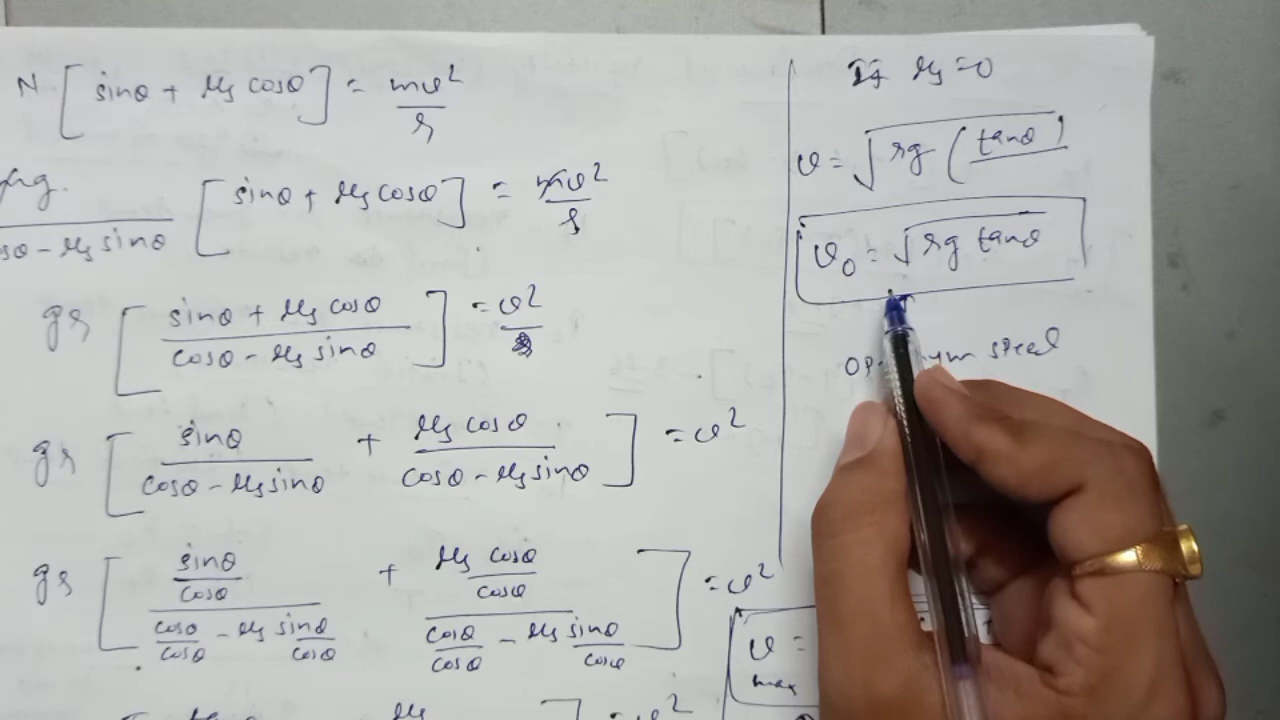 N [ sinθ + μs cosθ ] = mv²/r
mg. / cosθ - μs sinθ [ sinθ + μs cosθ ] = mv²/r
gr [ sinθ + μs cosθ / cosθ - μs sinθ ] = v²
gr [ sinθ / cosθ - μs sinθ + μs cosθ / cosθ - μs sinθ ] = v²
gr [ sinθ/cosθ / cosθ/cosθ - μs sinθ/cosθ + μs cosθ/cosθ / cosθ/cosθ - μs sinθ/cosθ ] = v²
μs ] = v²
If μs = 0
v = √rg (tanθ)
v₀ = √rg tanθ
speed
v max =